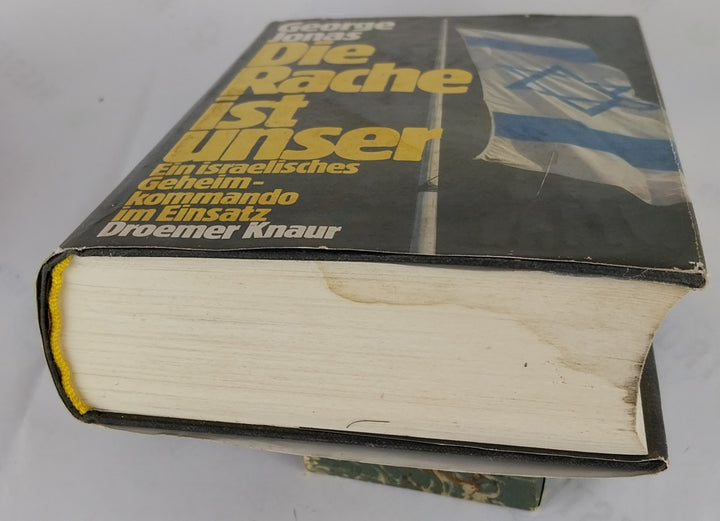 George
Jonas
Die
Rache
ist
unser
Ein israelisches
Geheim-
kommando
im Einsatz
Droemer Knaur